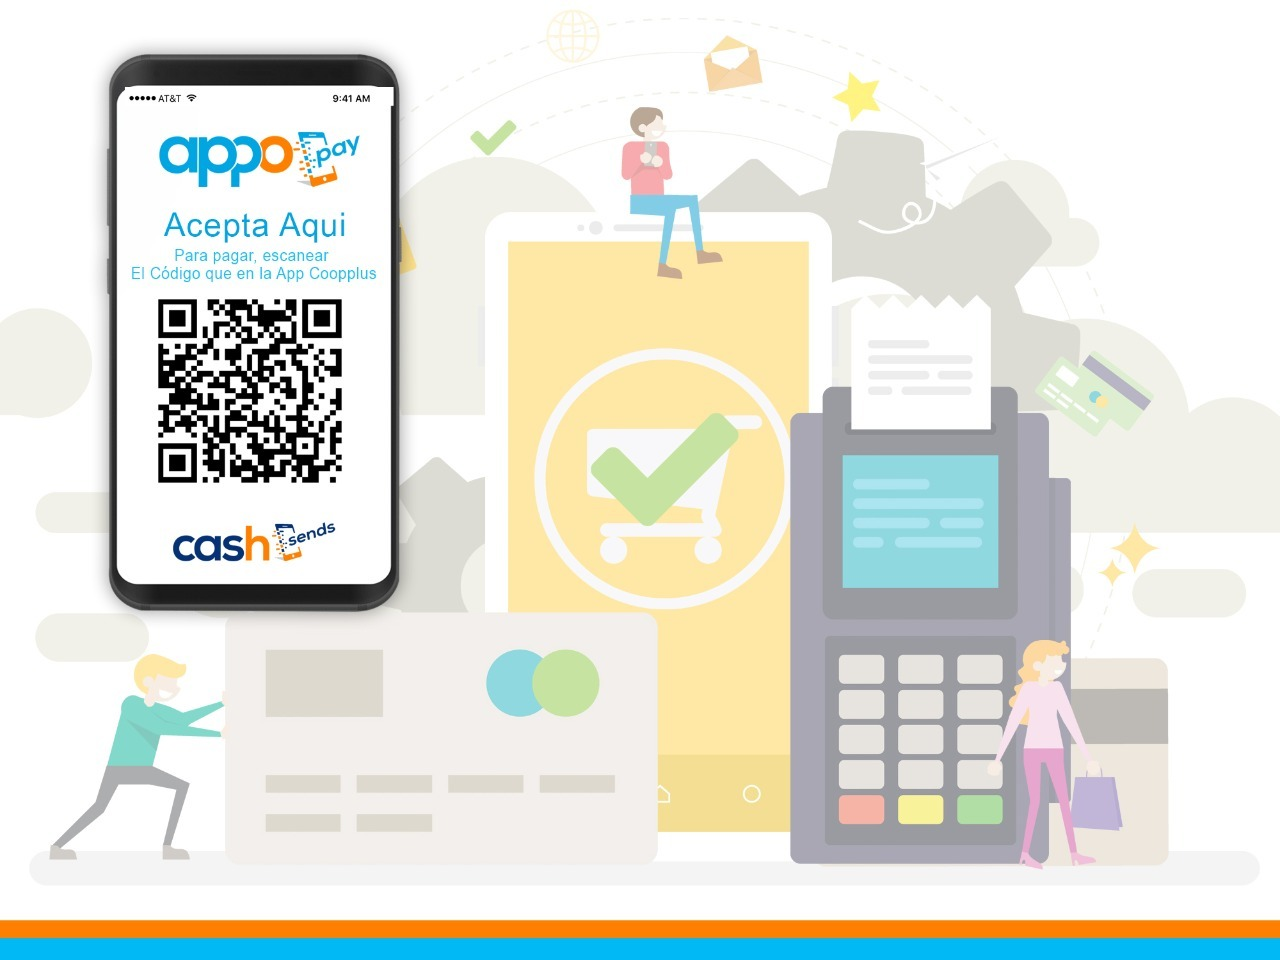 AT&T 9:41 AM
appo pay
Acepta Aqui
Para pagar, escanear
El Código que en la App Coopplus
cash sends